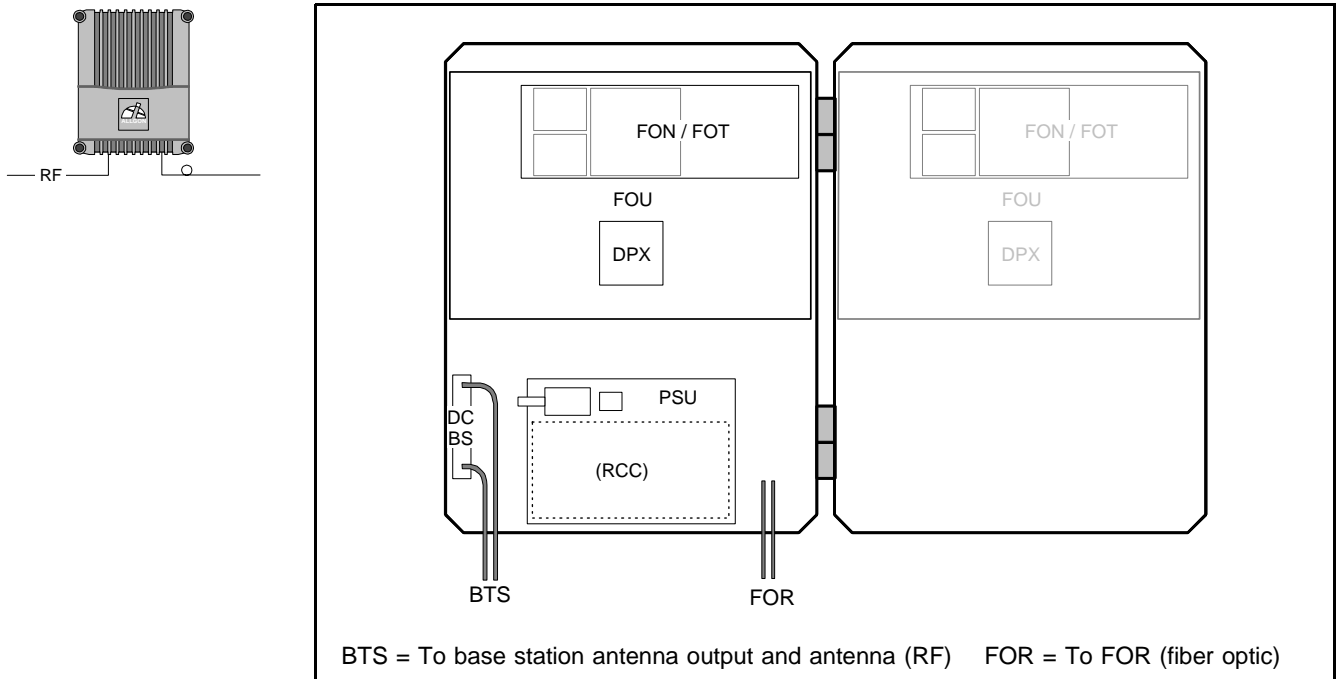 RF
FON / FOT
FOU
DPX
FON / FOT
FOU
DPX
DC
BS
PSU
(RCC)
BTS
FOR
BTS = To base station antenna output and antenna (RF) FOR = To FOR (fiber optic)